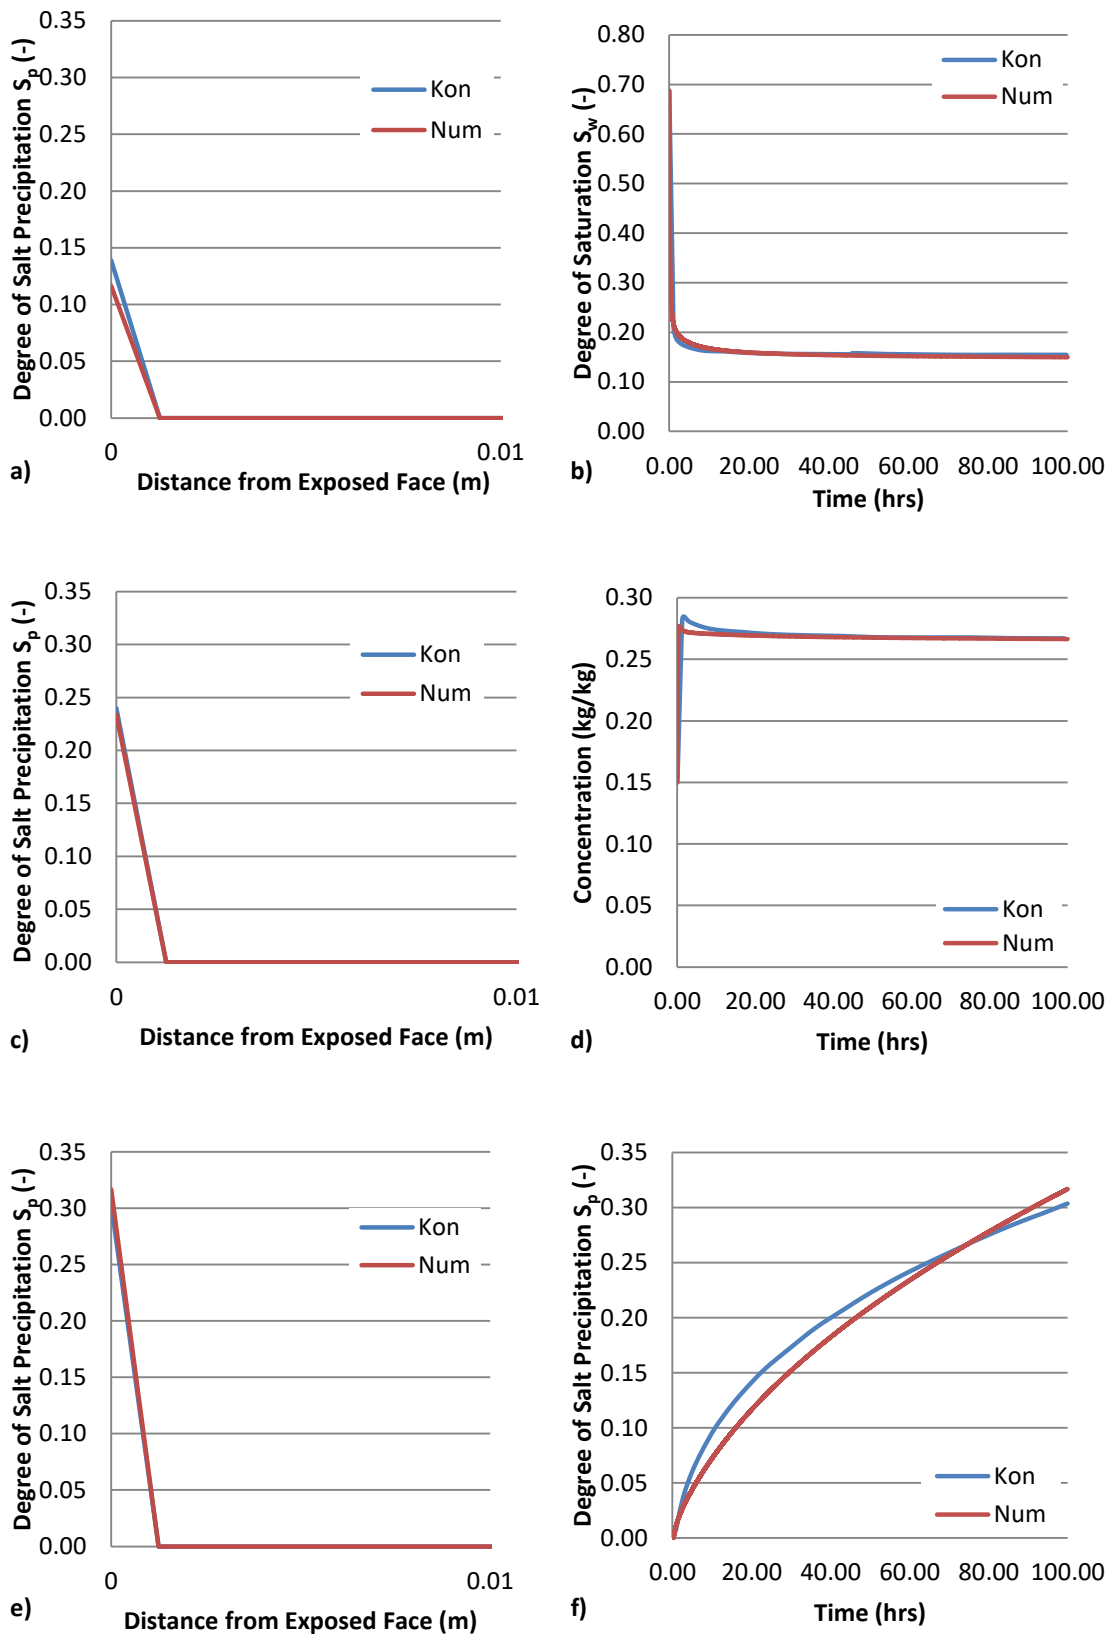 Degree of Salt Precipitation Sp (-)
0.35
0.30
0.25
0.20
0.15
0.10
0.05
0.00
Kon
Num
0
0.01
Distance from Exposed Face (m)
a)
Degree of Saturation Sw (-)
0.80
0.70
0.60
0.50
0.40
0.30
0.20
0.10
0.00
Kon
Num
0.00 20.00 40.00 60.00 80.00 100.00
Time (hrs)
b)
Degree of Salt Precipitation Sp (-)
0.35
0.30
0.25
0.20
0.15
0.10
0.05
0.00
Kon
Num
0
0.01
Distance from Exposed Face (m)
c)
Concentration (kg/kg)
0.30
0.25
0.20
0.15
0.10
0.05
0.00
Kon
Num
0.00 20.00 40.00 60.00 80.00 100.00
Time (hrs)
d)
Degree of Salt Precipitation Sp (-)
0.35
0.30
0.25
0.20
0.15
0.10
0.05
0.00
Kon
Num
0
0.01
Distance from Exposed Face (m)
e)
Degree of Salt Precipitation Sp (-)
0.35
0.30
0.25
0.20
0.15
0.10
0.05
0.00
Kon
Num
0.00 20.00 40.00 60.00 80.00 100.00
Time (hrs)
f)